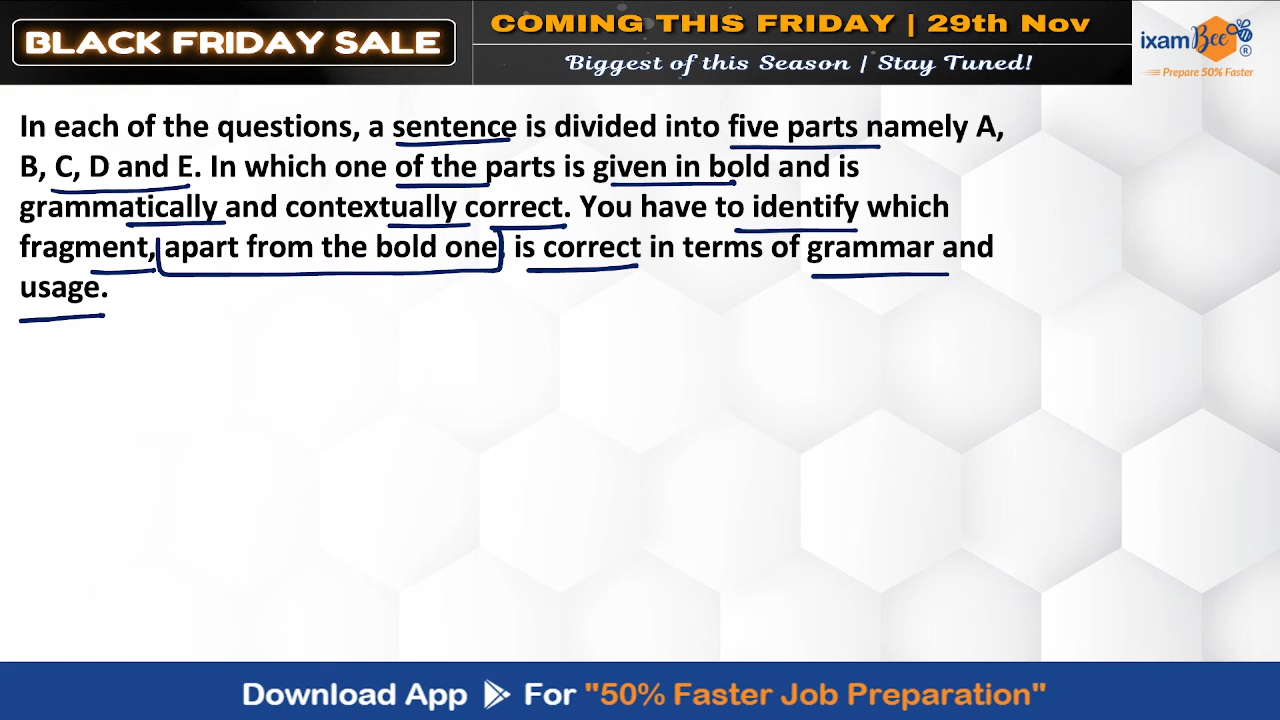 BLACK FRIDAY SALE
COMING THIS FRIDAY | 29th Nov
Biggest of this Season | Stay Tuned!
ixamBee®
Prepare 50% Faster
In each of the questions, a sentence is divided into five parts namely A,
B, C, D and E. In which one of the parts is given in bold and is
grammatically and contextually correct. You have to identify which
fragment, apart from the bold one, is correct in terms of grammar and
usage.
Download App For "50% Faster Job Preparation"